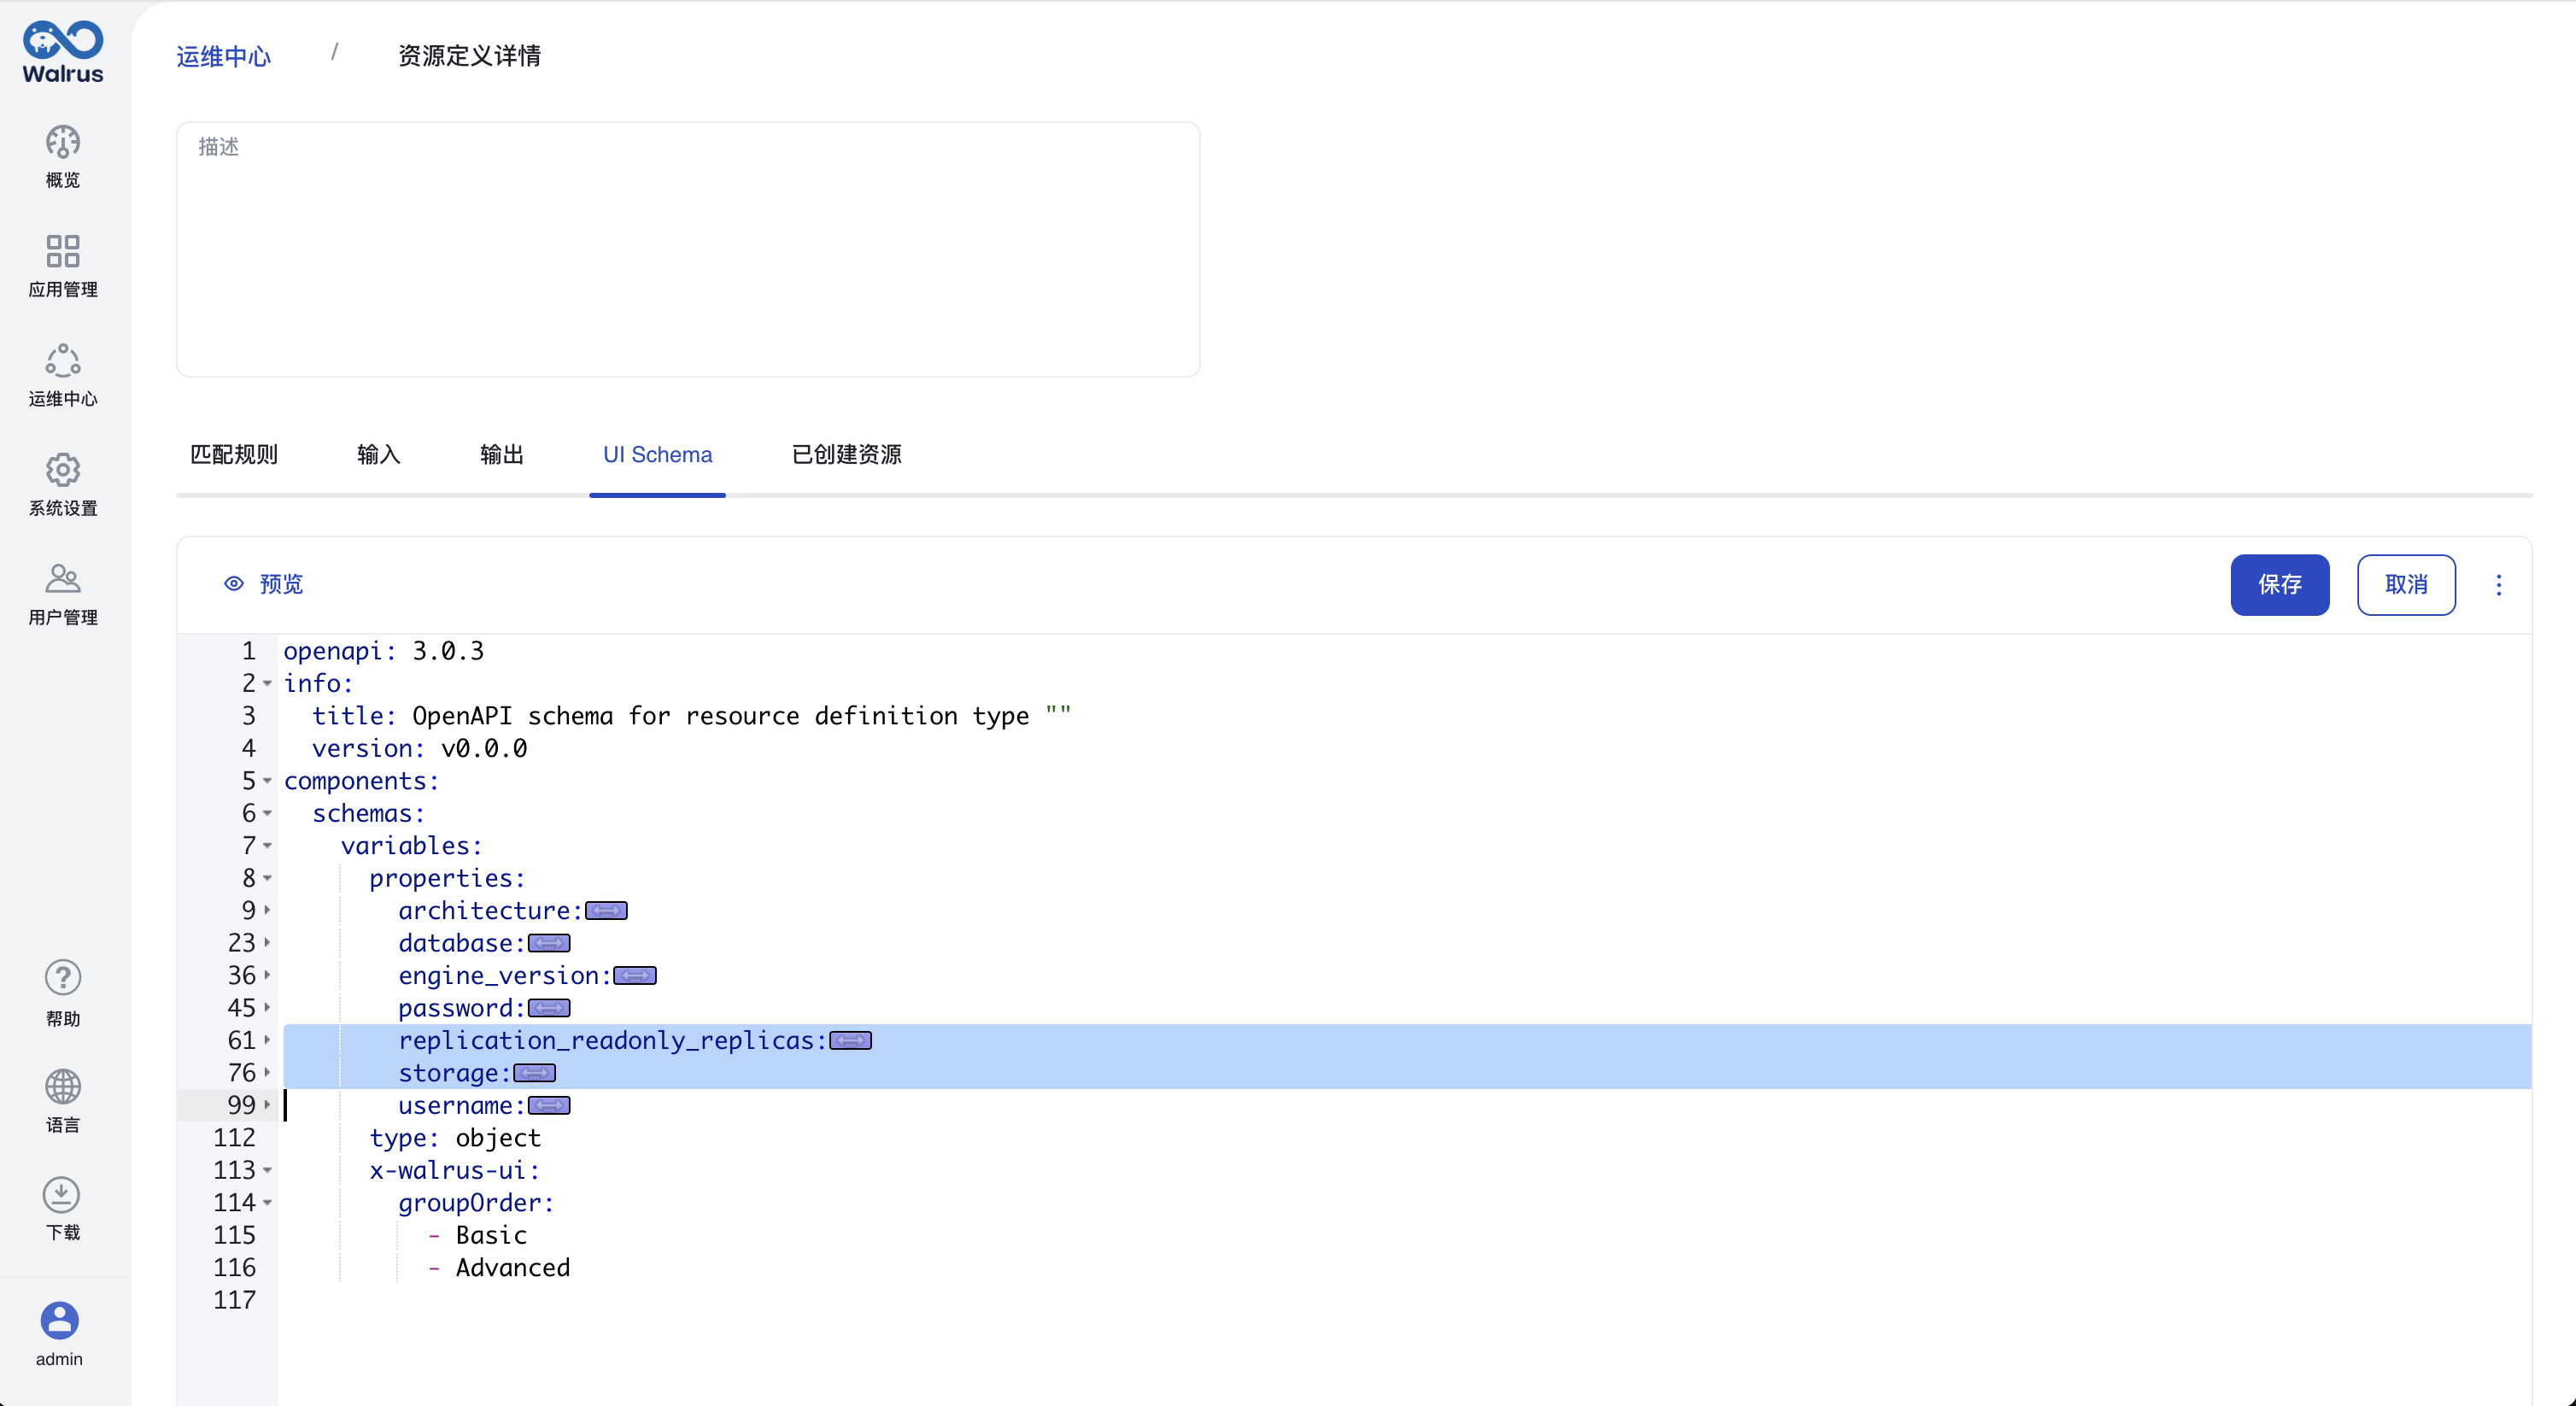 Walrus
概览
应用管理
运维中心
系统设置
用户管理
帮助
语言
下载
admin
运维中心 / 资源定义详情
描述
匹配规则 输入 输出 UI Schema 已创建资源
预览 保存 取消
1 openapi: 3.0.3
2 info:
3 title: OpenAPI schema for resource definition type ""
4 version: v0.0.0
5 components:
6 schemas:
7 variables:
8 properties:
9 architecture:
23 database:
36 engine_version:
45 password:
61 replication_readonly_replicas:
76 storage:
99 username:
112 type: object
113 x-walrus-ui:
114 groupOrder:
115 - Basic
116 - Advanced
117